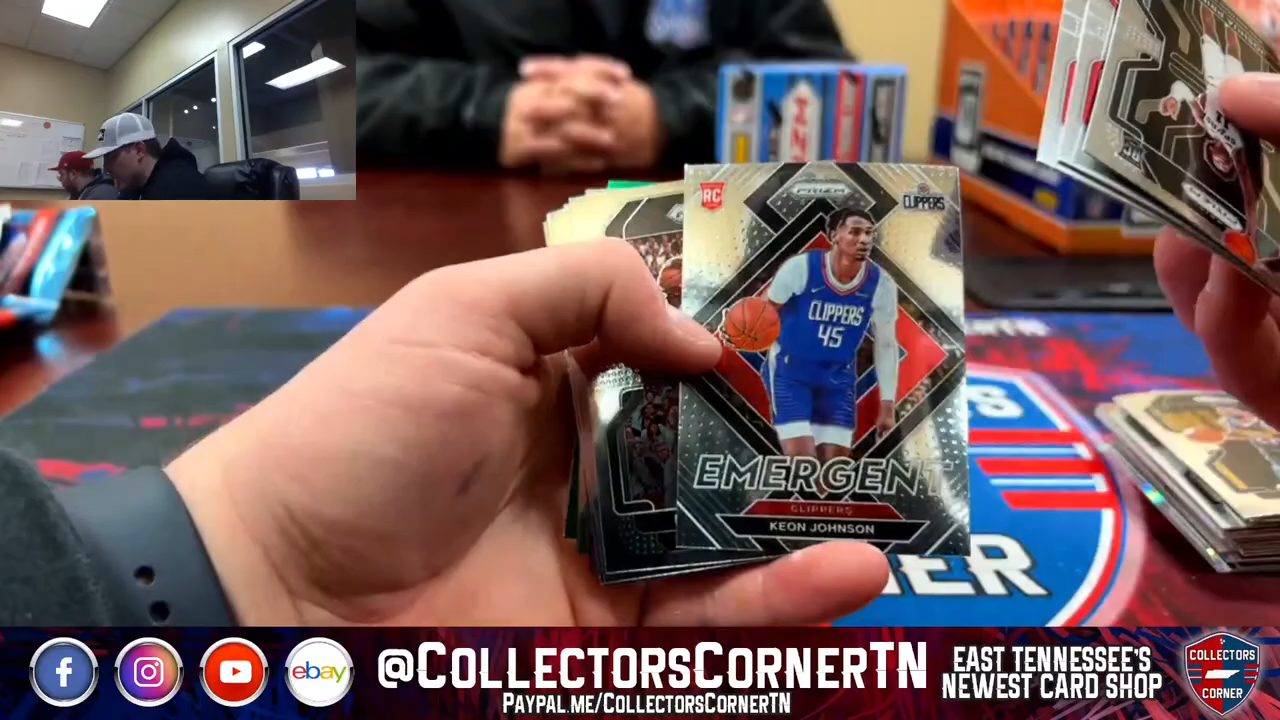 RC
PRIZM
CLIPPERS
CLIPPERS
45
EMERGENT
CLIPPERS
KEON JOHNSON
ebay
@COLLECTORSCORNERTN
PAYPAL.ME/COLLECTORSCORNERTN
EAST TENNESSEE'S
NEWEST CARD SHOP
COLLECTORS
CORNER